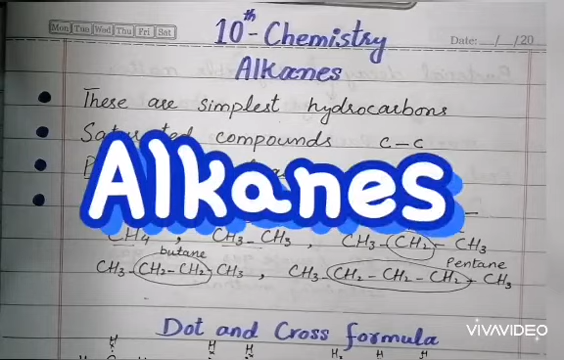 Mon Tue Wed Thu Fri Sat
10th- Chemistry
Date: __/__/20
Alkanes
These are simplest hydrocarbons
Saturated compounds C-C
Alkanes
CH4, CH3-CH3, CH3-CH2-CH3
butane
Pentane
CH3-CH2-CH2-CH3, CH3-CH2-CH2-CH2-CH3
Dot and Cross formula
VIVAVIDEO